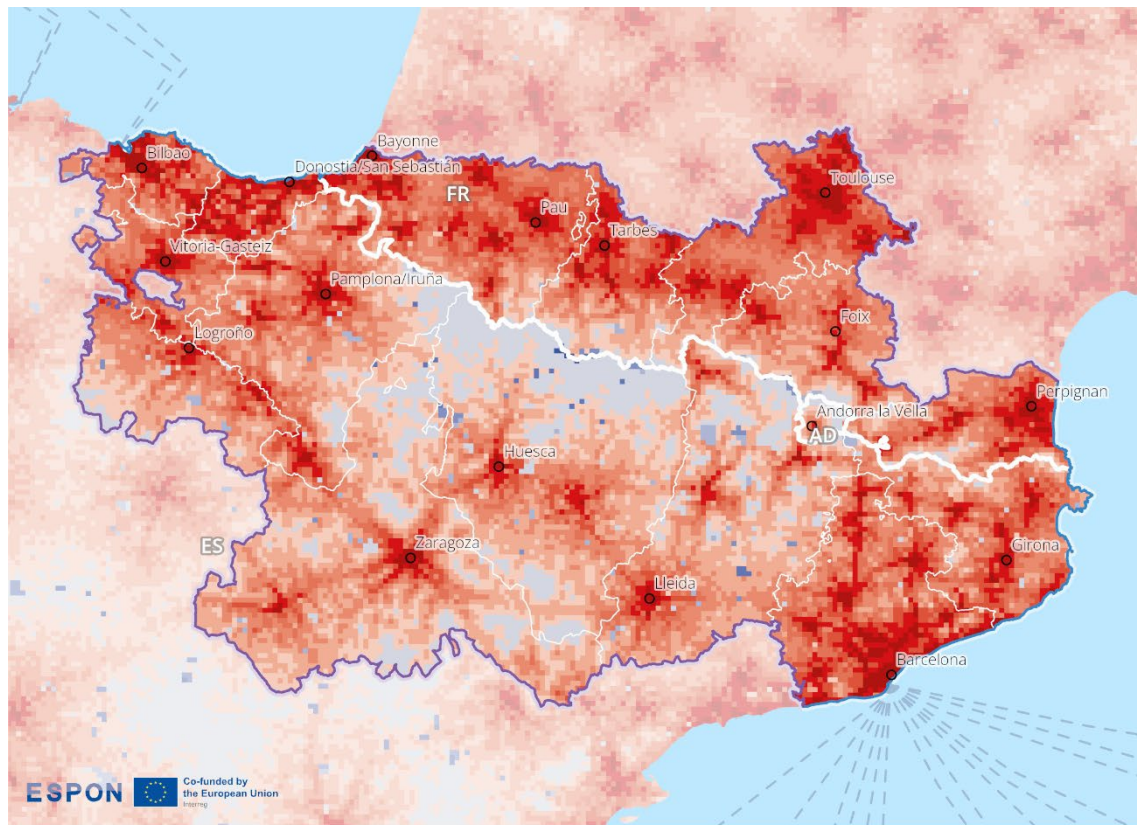 Bayonne
Bilbao
Donostia/San Sebastián
FR
Toulouse
Pau
Tarbes
Vitoria-Gasteiz
Pamplona/Iruña
Logroño
Foix
Perpignan
Andorra la Vella
AD
Huesca
ES
Zaragoza
Girona
Lleida
Barcelona
ESPON
Co-funded by
the European Union
Interreg